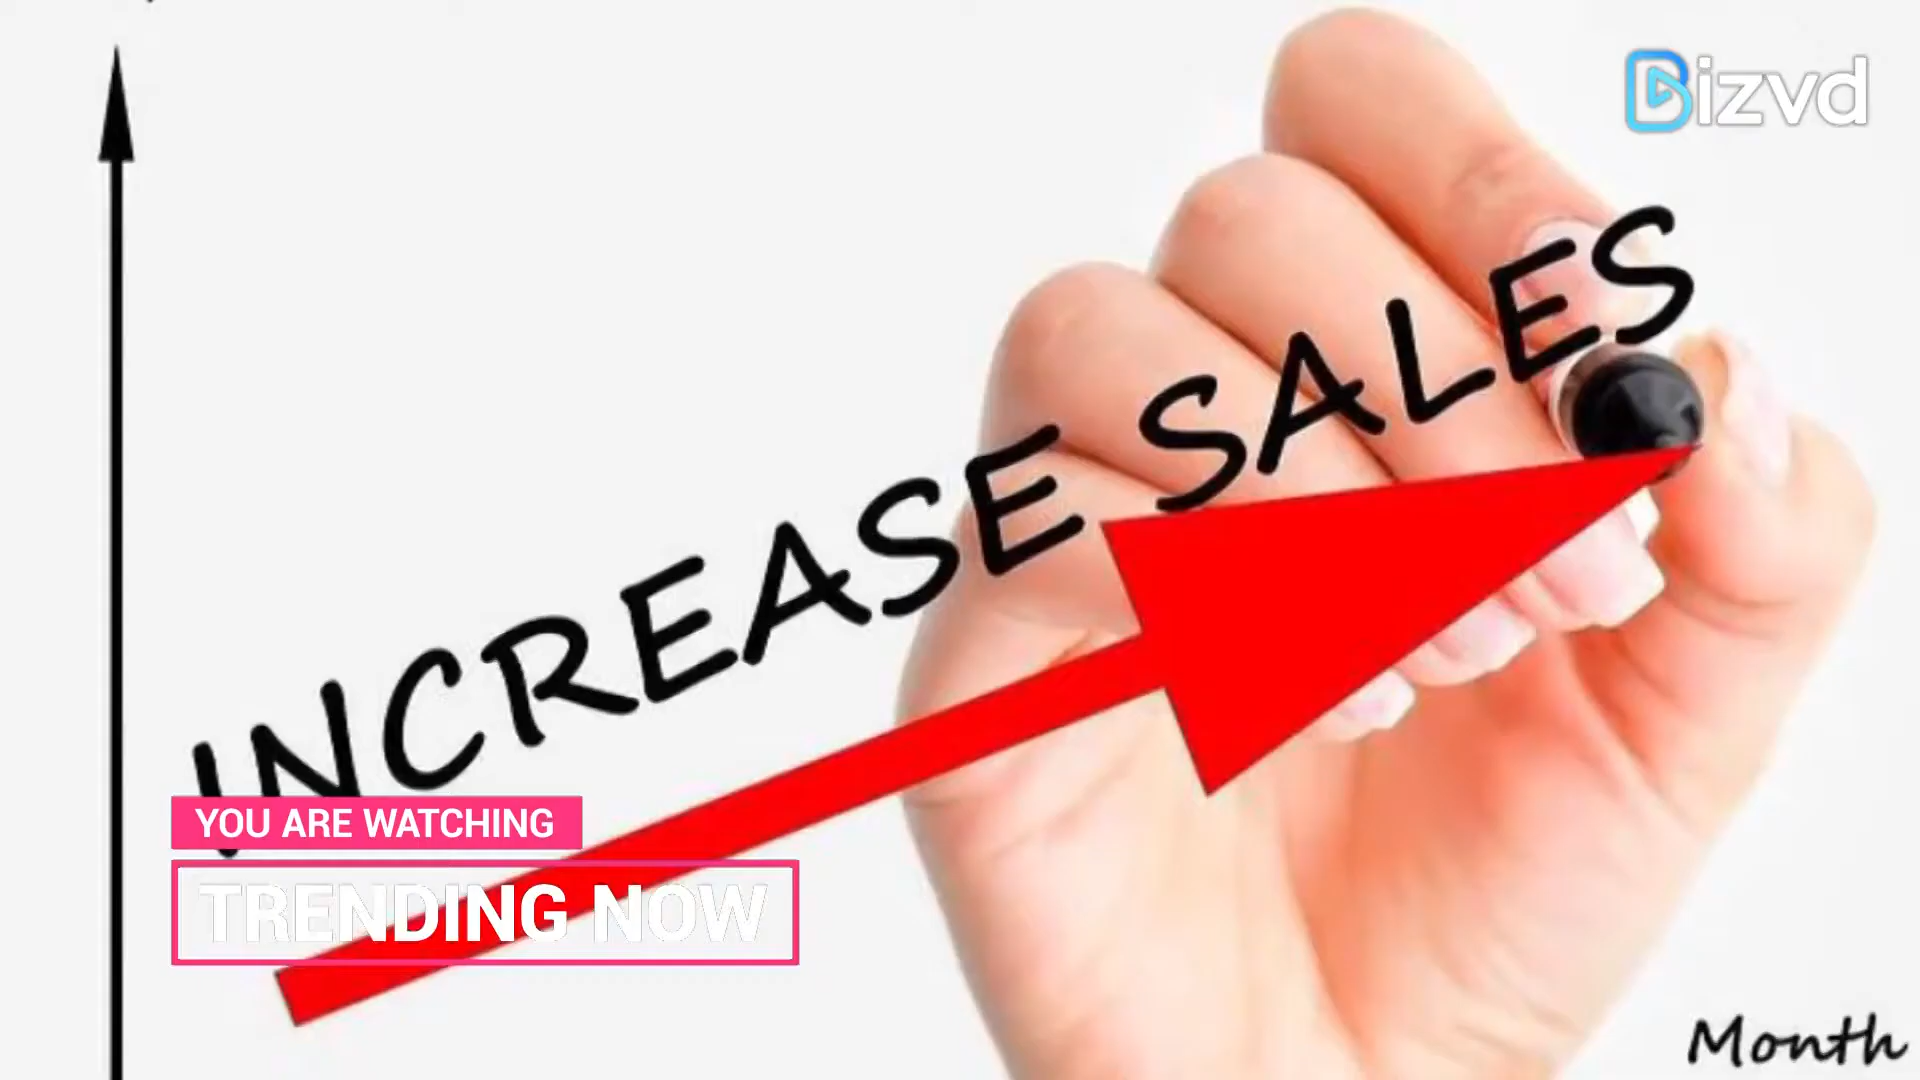 Bizvd
INCREASE SALES
YOU ARE WATCHING
TRENDING NOW
Month